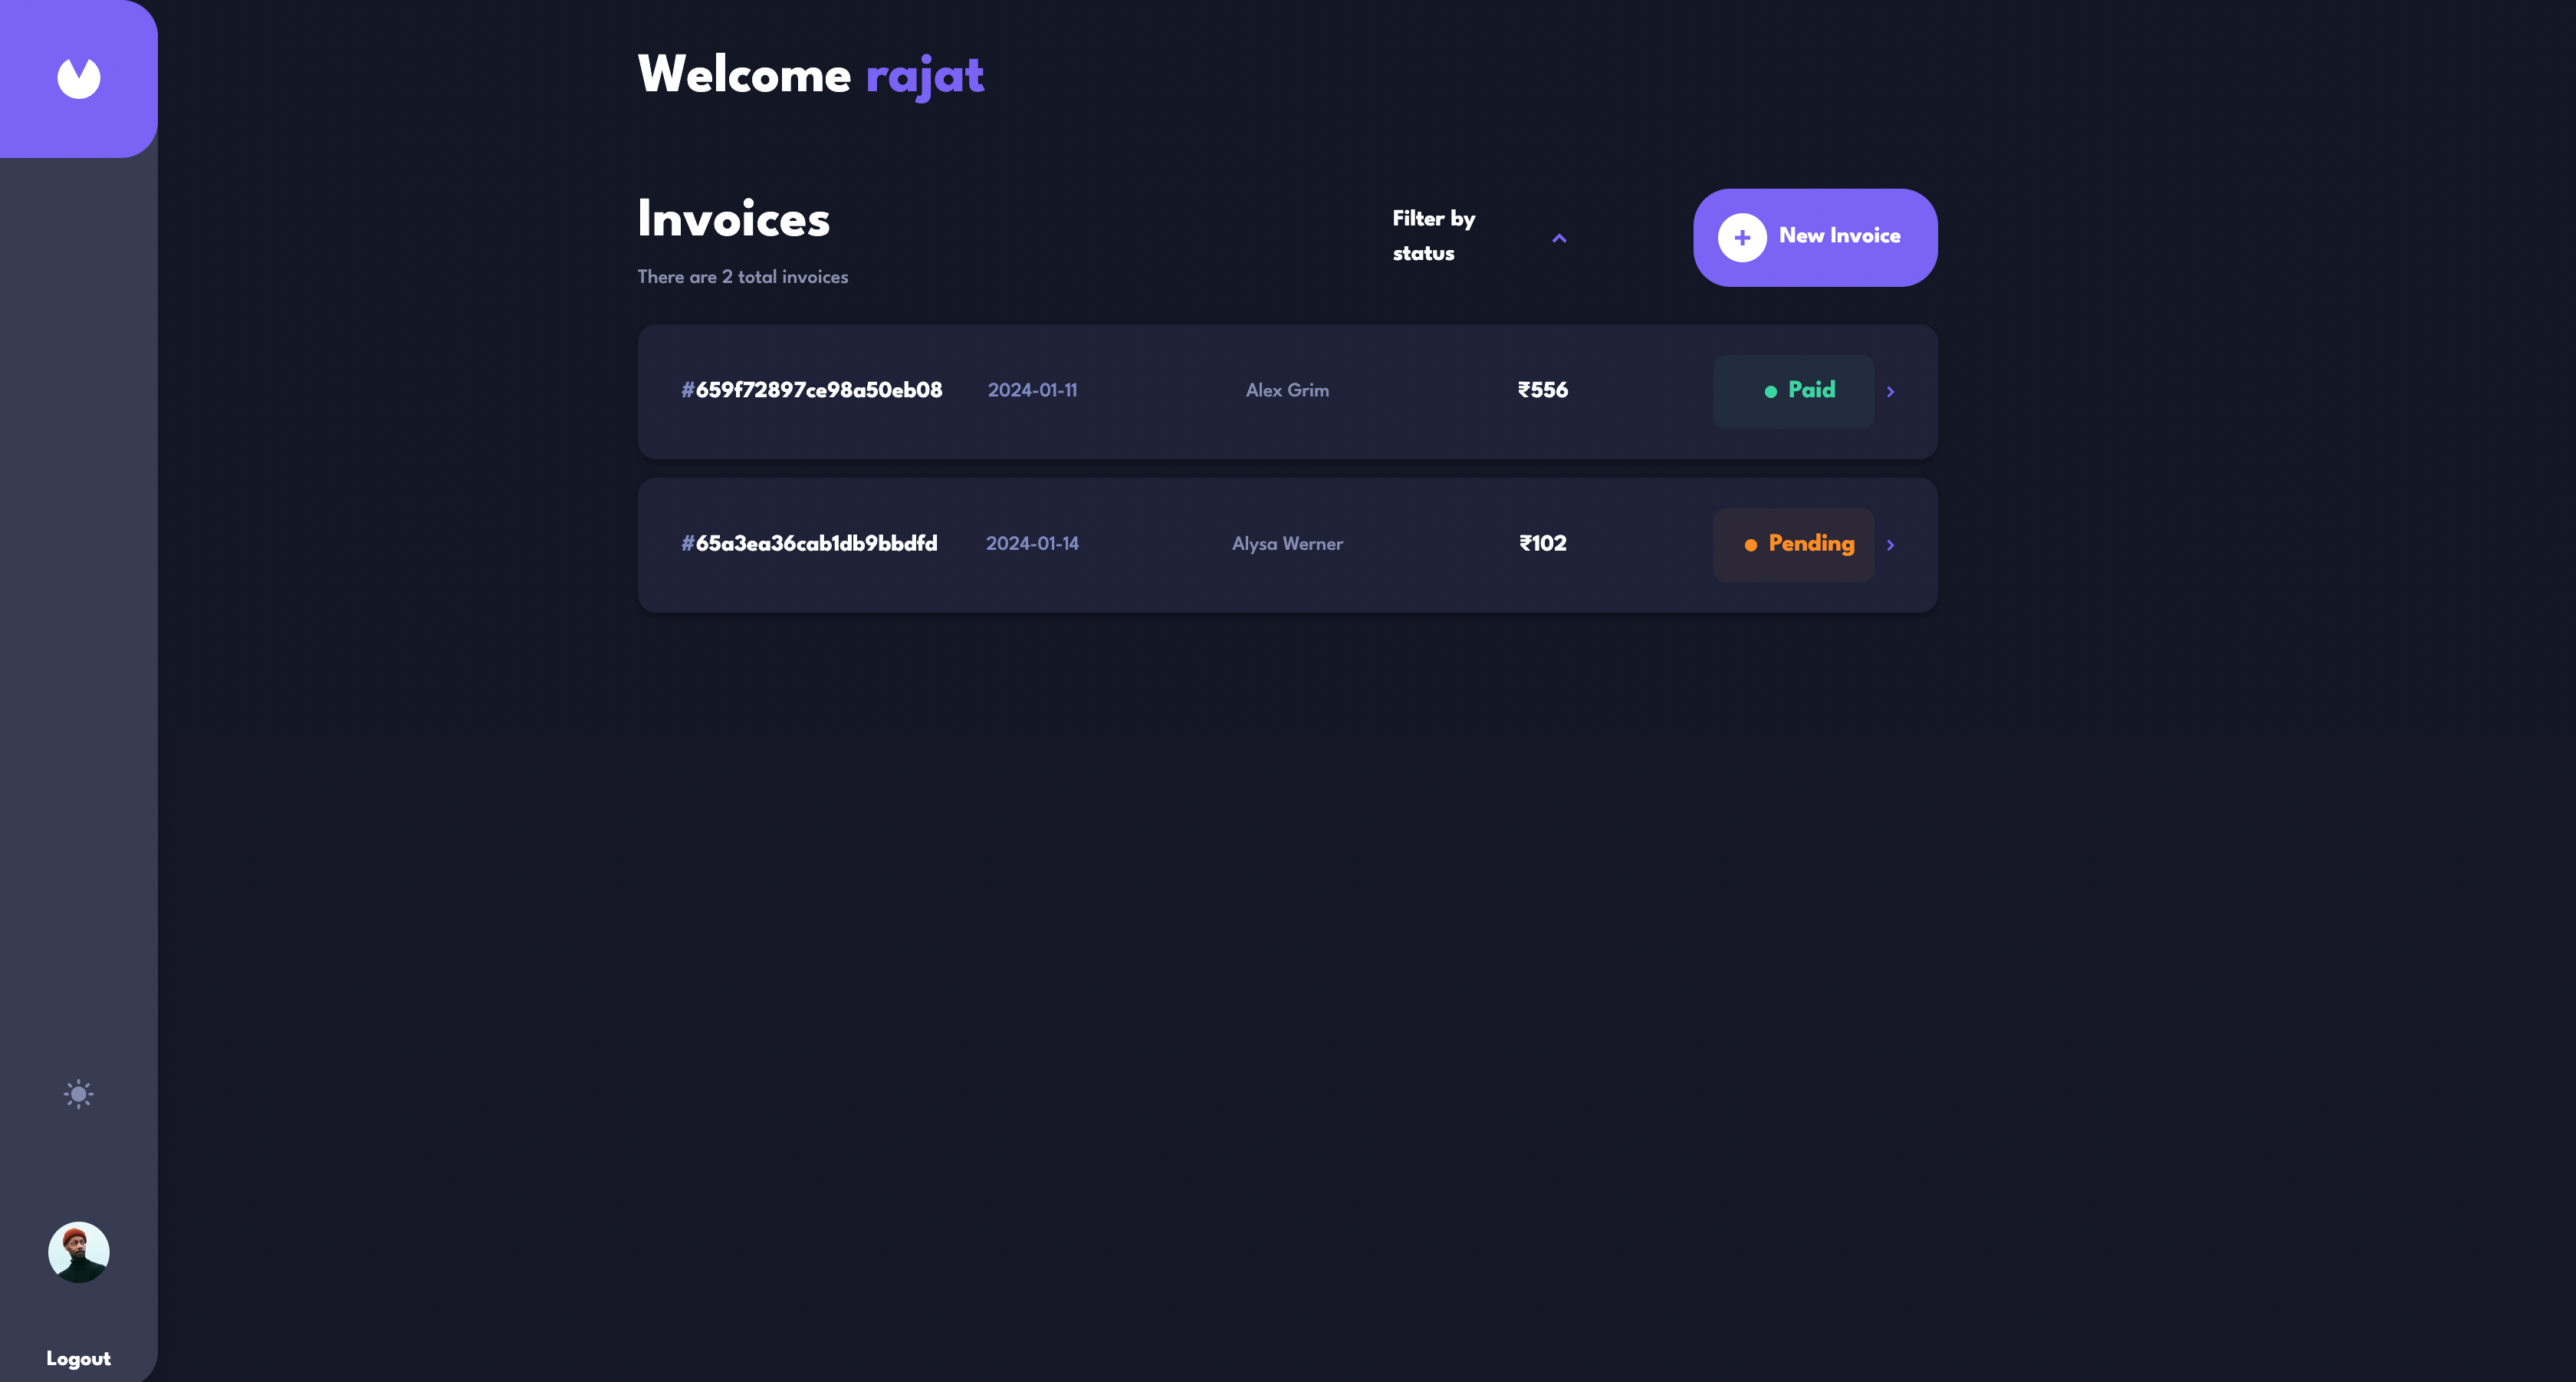 Welcome rajat
Invoices
There are 2 total invoices
Filter by
status
New Invoice
#659f72897ce98a50eb08 2024-01-11 Alex Grim ₹556 Paid
#65a3ea36cab1db9bbdfd 2024-01-14 Alysa Werner ₹102 Pending
Logout